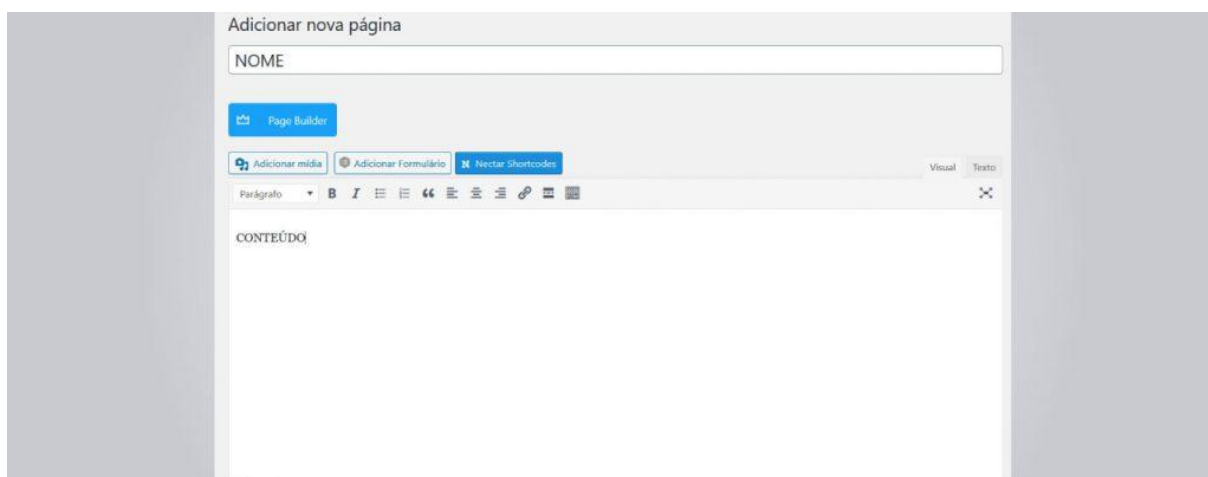 Adicionar nova página
NOME
Page Builder
Adicionar mídia Adicionar Formulário N Nectar Shortcodes
Visual Texto
Parágrafo B I
CONTEÚDO